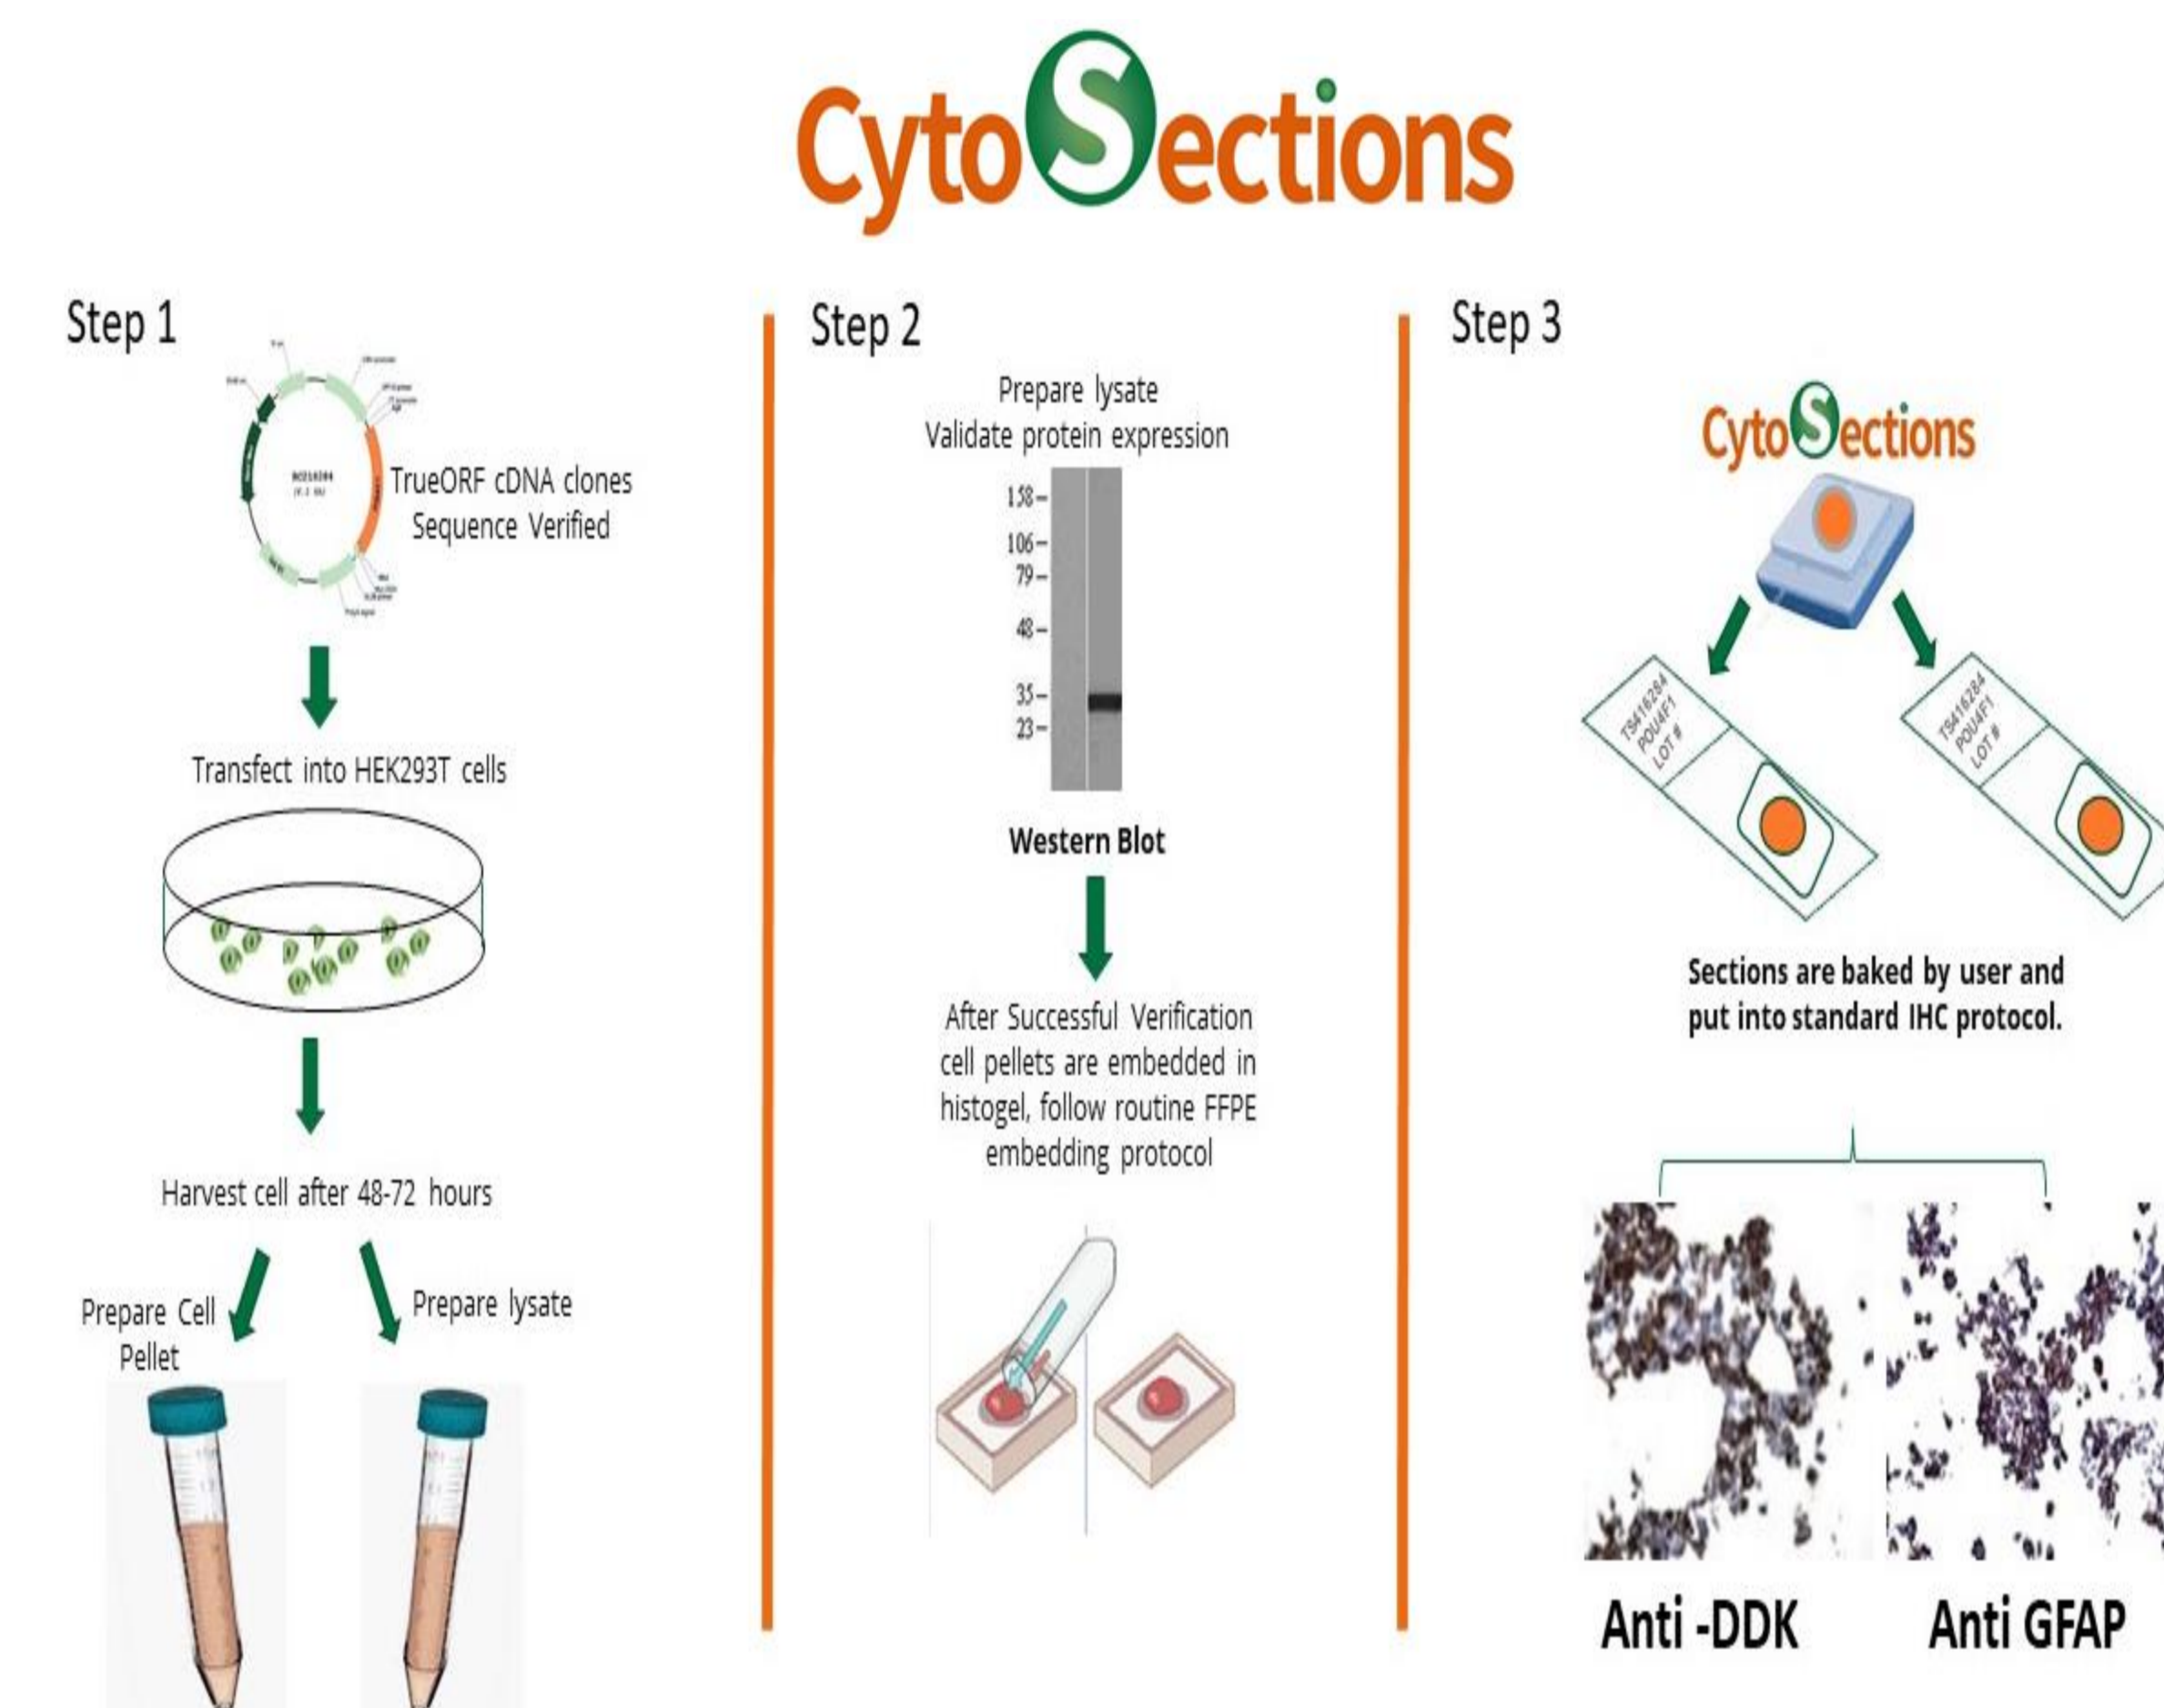 CytoSections
Step 1
TrueORF cDNA clones
Sequence Verified
Transfect into HEK293T cells
Harvest cell after 48-72 hours
Prepare Cell
Pellet
Prepare lysate
Step 2
Prepare lysate
Validate protein expression
158
106
79
48
35
23
Western Blot
After Successful Verification
cell pellets are embedded in
histogel, follow routine FFPE
embedding protocol
Step 3
CytoSections
TS416284
POU4F1
LOT #
TS416284
POU4F1
LOT #
Sections are baked by user and
put into standard IHC protocol.
Anti -DDK
Anti GFAP